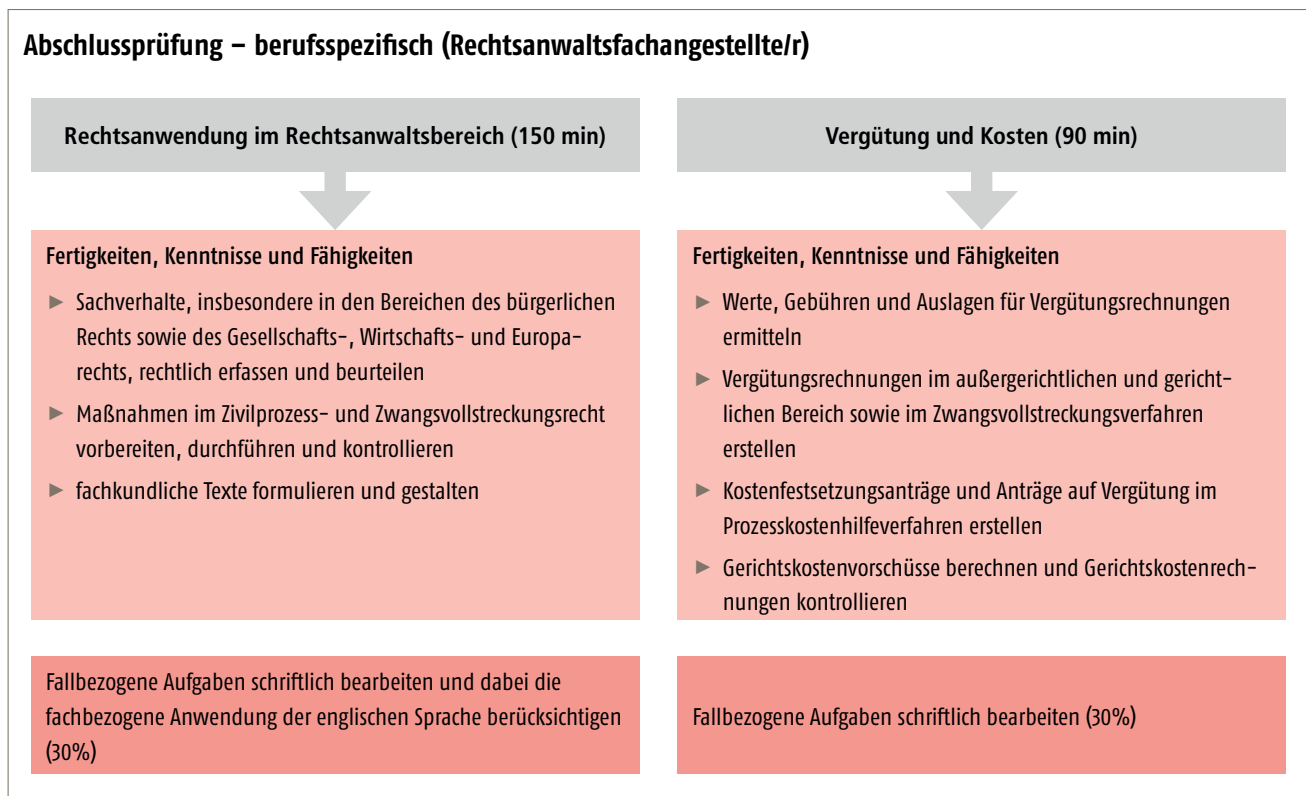 Abschlussprüfung – berufsspezifisch (Rechtsanwaltsfachangestellte/r)
Rechtsanwendung im Rechtsanwaltsbereich (150 min)
Fertigkeiten, Kenntnisse und Fähigkeiten
► Sachverhalte, insbesondere in den Bereichen des bürgerlichen
Rechts sowie des Gesellschafts-, Wirtschafts- und Europa-
rechts, rechtlich erfassen und beurteilen
► Maßnahmen im Zivilprozess- und Zwangsvollstreckungsrecht
vorbereiten, durchführen und kontrollieren
► fachkundliche Texte formulieren und gestalten
Fallbezogene Aufgaben schriftlich bearbeiten und dabei die
fachbezogene Anwendung der englischen Sprache berücksichtigen
(30%)
Vergütung und Kosten (90 min)
Fertigkeiten, Kenntnisse und Fähigkeiten
► Werte, Gebühren und Auslagen für Vergütungsrechnungen
ermitteln
► Vergütungsrechnungen im außergerichtlichen und gericht-
lichen Bereich sowie im Zwangsvollstreckungsverfahren
erstellen
► Kostenfestsetzungsanträge und Anträge auf Vergütung im
Prozesskostenhilfeverfahren erstellen
► Gerichtskostenvorschüsse berechnen und Gerichtskostenrech-
nungen kontrollieren
Fallbezogene Aufgaben schriftlich bearbeiten (30%)